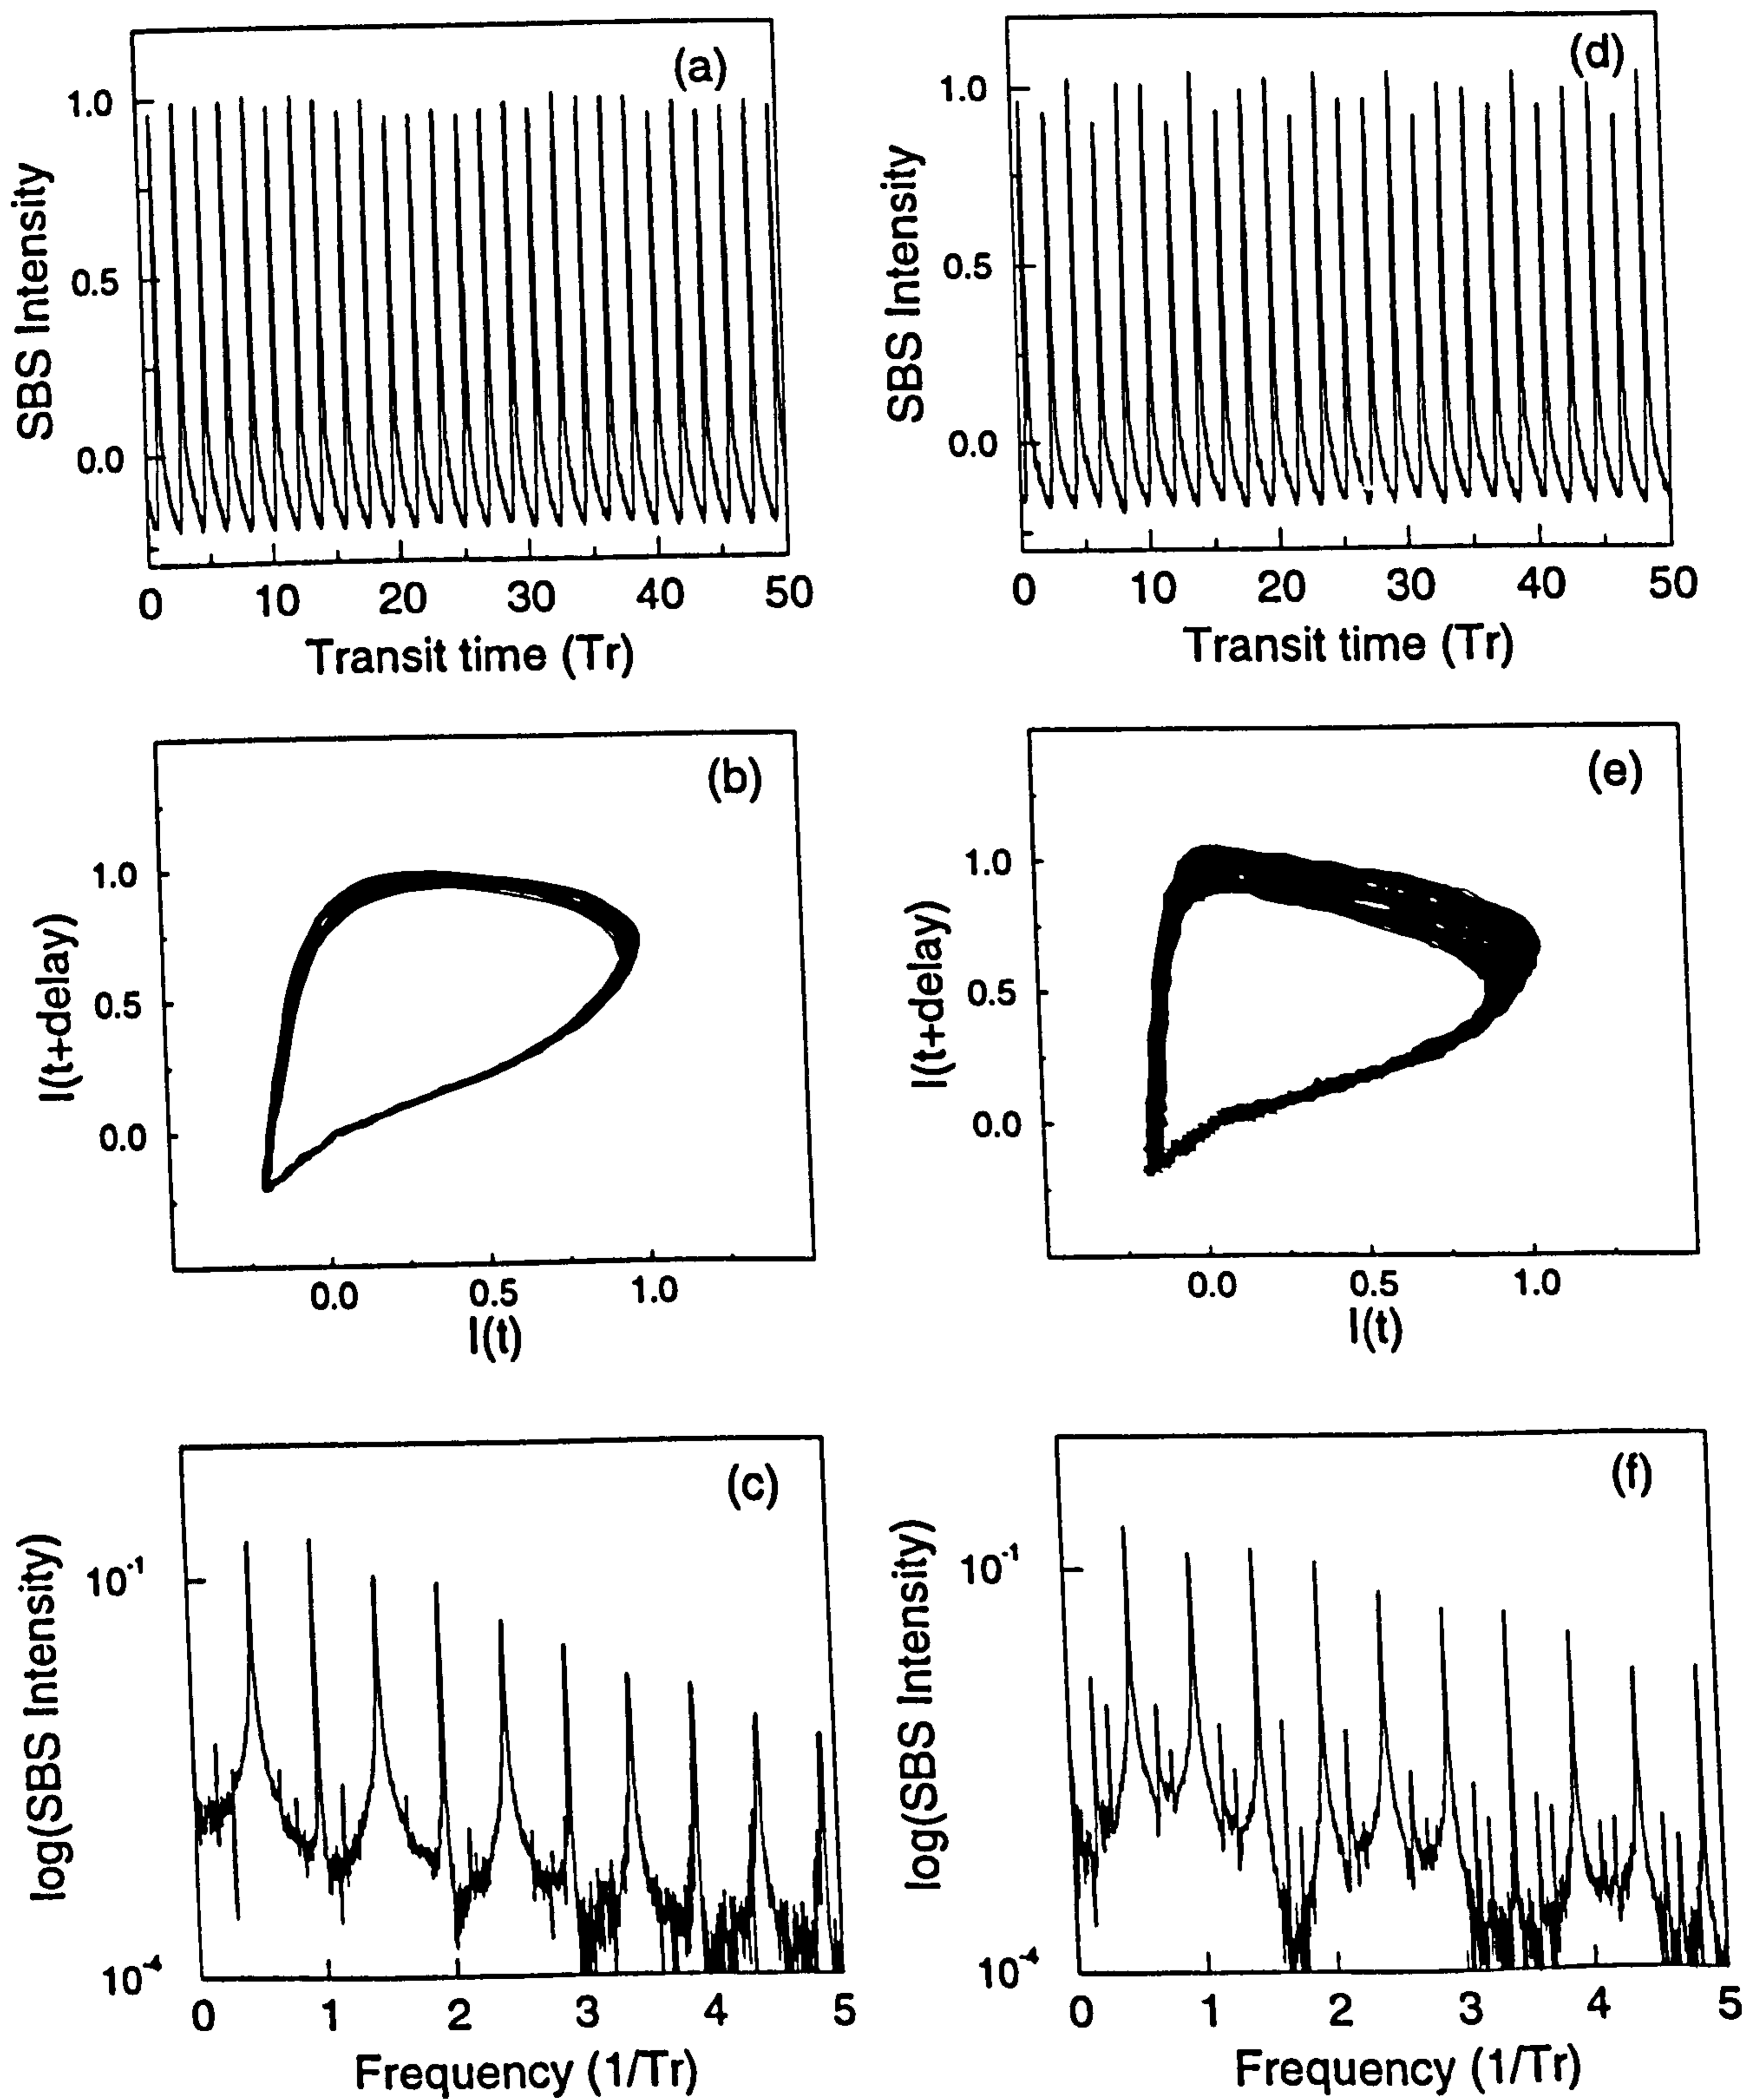 (a)
1.0
0.5
0.0
SBS Intensity
0 10 20 30 40 50
Transit time (Tr)
(d)
1.0
0.5
0.0
SBS Intensity
0 10 20 30 40 50
Transit time (Tr)
(b)
1.0
0.5
0.0
I(t+delay)
0.0 0.5 1.0
I(t)
(e)
1.0
0.5
0.0
I(t+delay)
0.0 0.5 1.0
I(t)
(c)
10⁻¹
10⁻⁴
log(SBS Intensity)
0 1 2 3 4 5
Frequency (1/Tr)
(f)
10⁻¹
10⁻⁴
log(SBS Intensity)
0 1 2 3 4 5
Frequency (1/Tr)